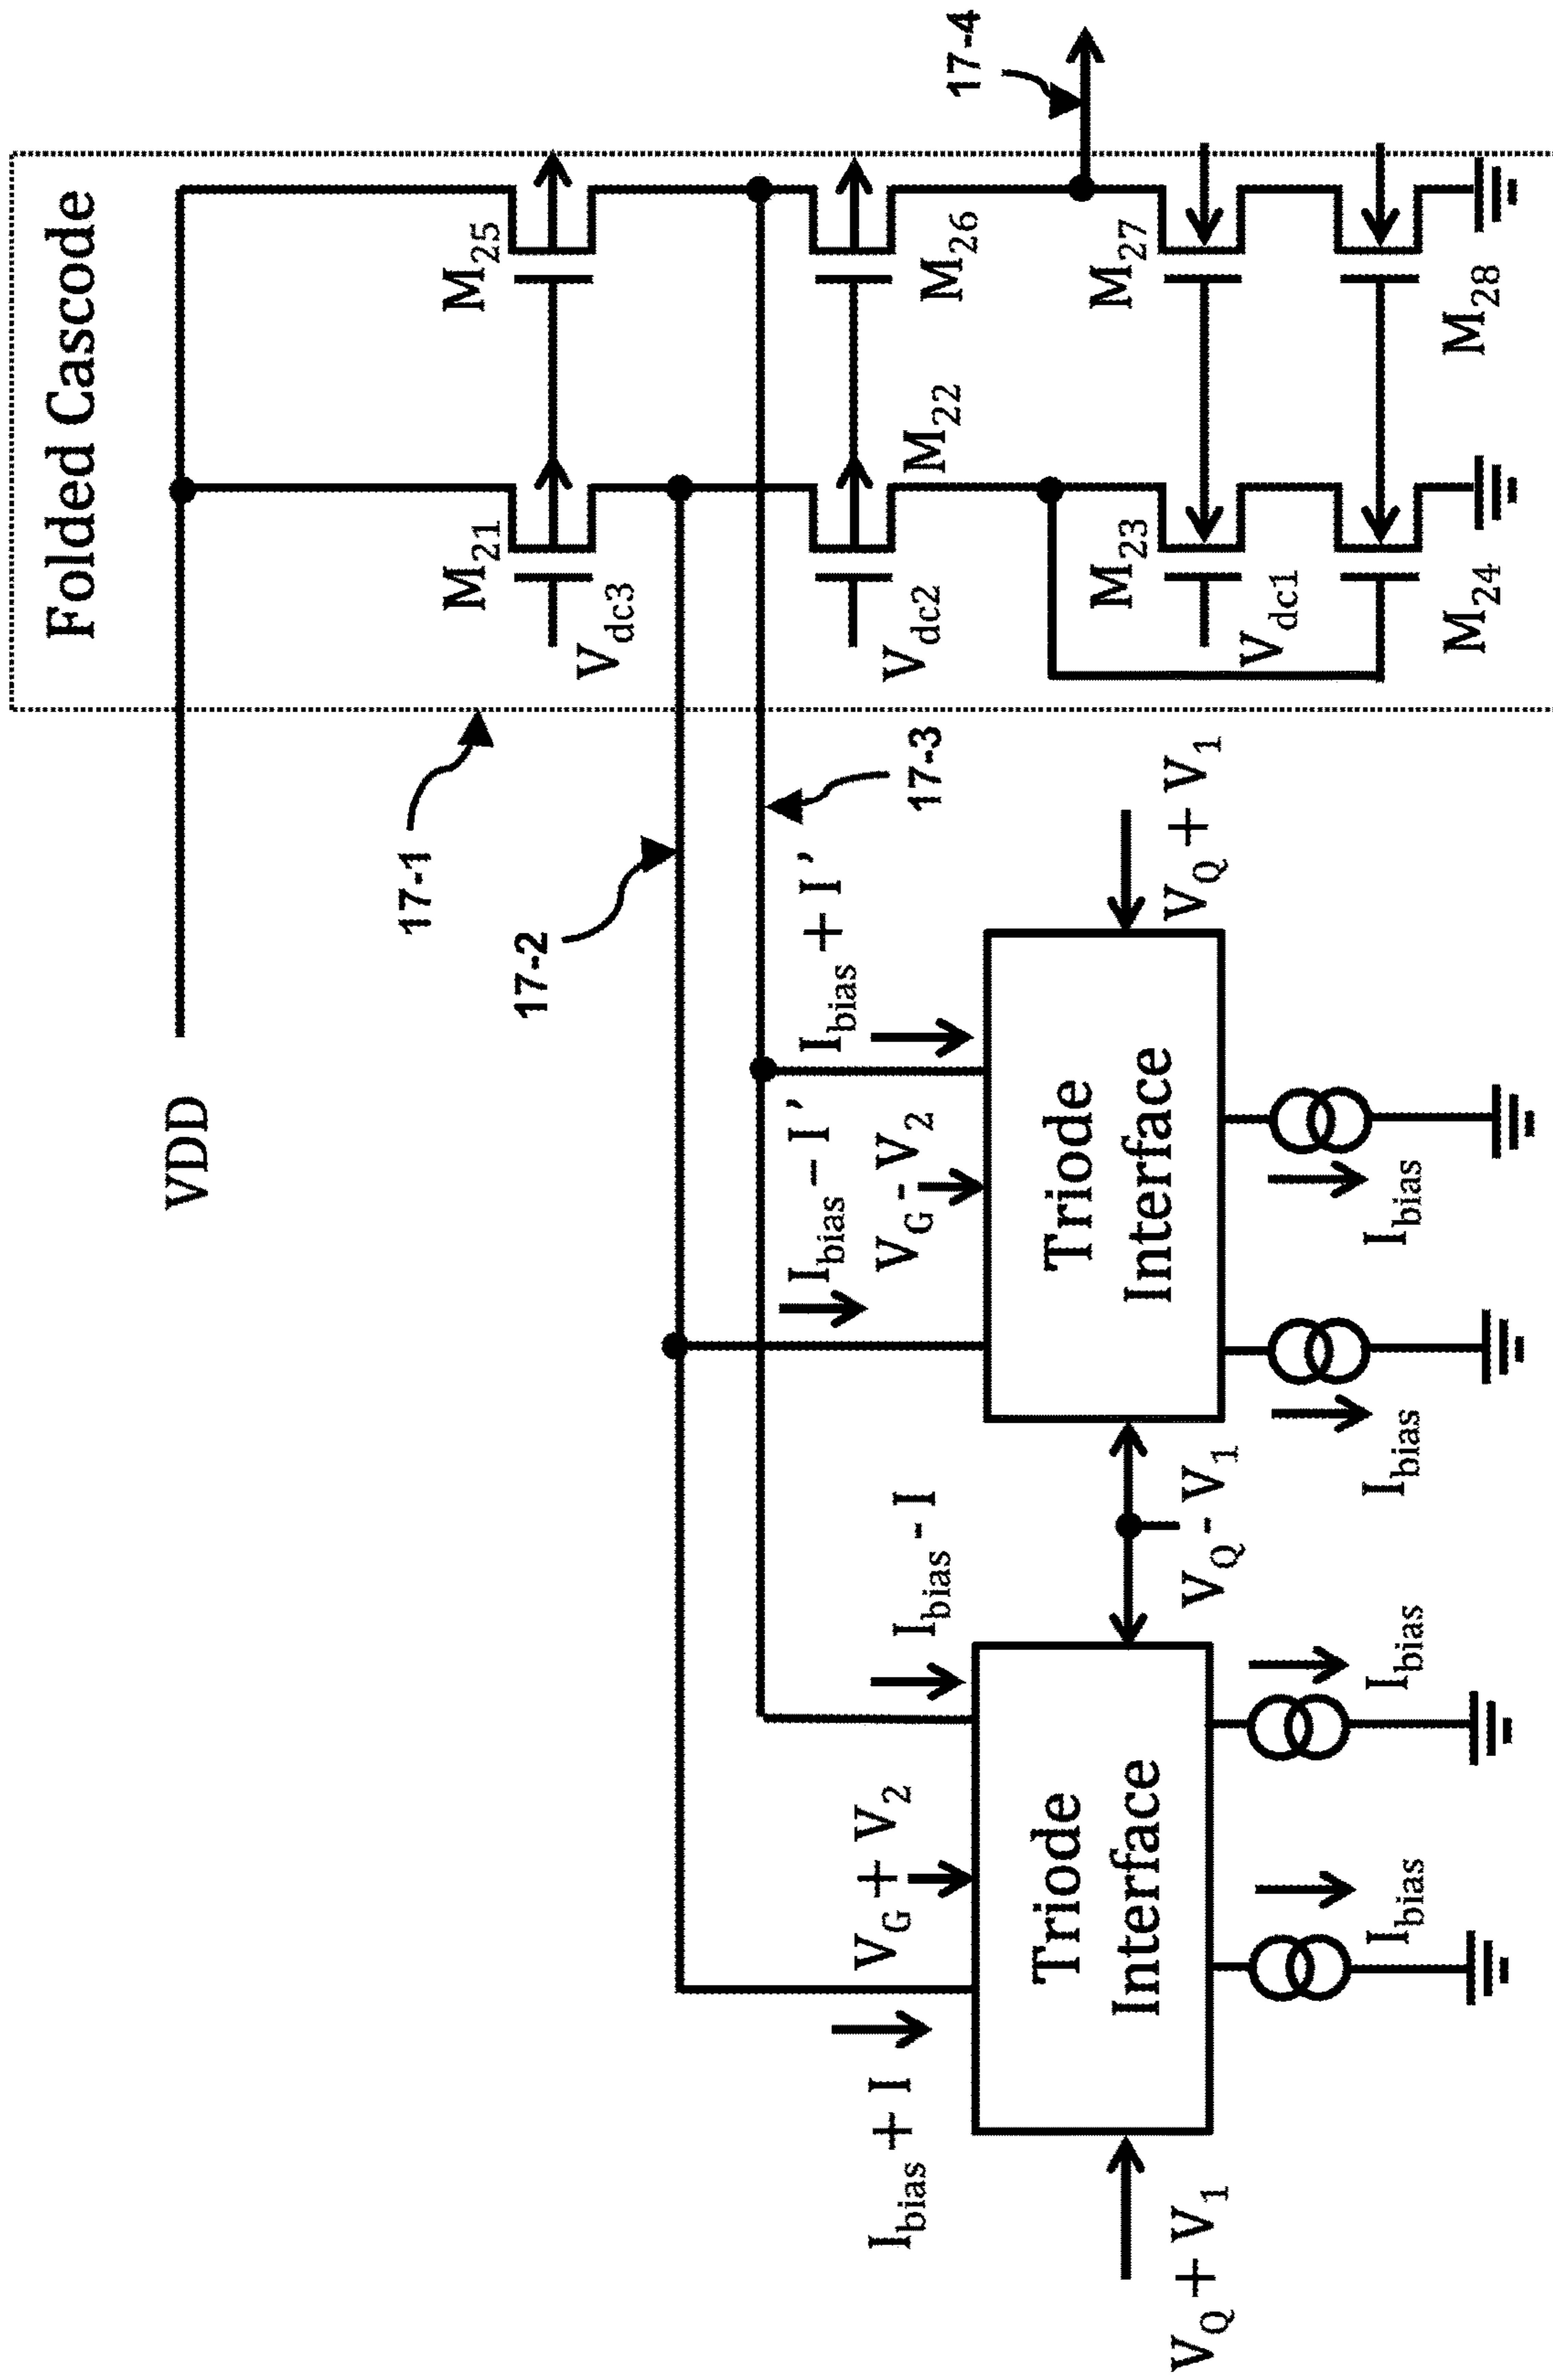 Folded Cascode
VDD
17-1
17-2
17-3
17-4
M21
M25
Vdc3
Vdc2
M22
M26
M23
M27
Vdc1
M24
M28
Ibias + I
VG + V2
Ibias - I
Ibias − I’
VG - V2
Ibias + I’
VQ + V1
Triode
Interface
VQ - V1
Triode
Interface
VQ + V1
Ibias
Ibias
Ibias
Ibias